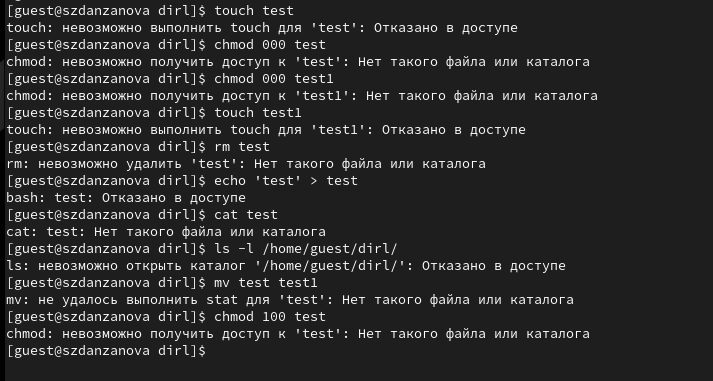 [guest@szdanzanova dirl]$ touch test
touch: невозможно выполнить touch для 'test': Отказано в доступе
[guest@szdanzanova dirl]$ chmod 000 test
chmod: невозможно получить доступ к 'test': Нет такого файла или каталога
[guest@szdanzanova dirl]$ chmod 000 test1
chmod: невозможно получить доступ к 'test1': Нет такого файла или каталога
[guest@szdanzanova dirl]$ touch test1
touch: невозможно выполнить touch для 'test1': Отказано в доступе
[guest@szdanzanova dirl]$ rm test
rm: невозможно удалить 'test': Нет такого файла или каталога
[guest@szdanzanova dirl]$ echo 'test' > test
bash: test: Отказано в доступе
[guest@szdanzanova dirl]$ cat test
cat: test: Нет такого файла или каталога
[guest@szdanzanova dirl]$ ls -l /home/guest/dirl/
ls: невозможно открыть каталог '/home/guest/dirl/': Отказано в доступе
[guest@szdanzanova dirl]$ mv test test1
mv: не удалось выполнить stat для 'test': Нет такого файла или каталога
[guest@szdanzanova dirl]$ chmod 100 test
chmod: невозможно получить доступ к 'test': Нет такого файла или каталога
[guest@szdanzanova dirl]$